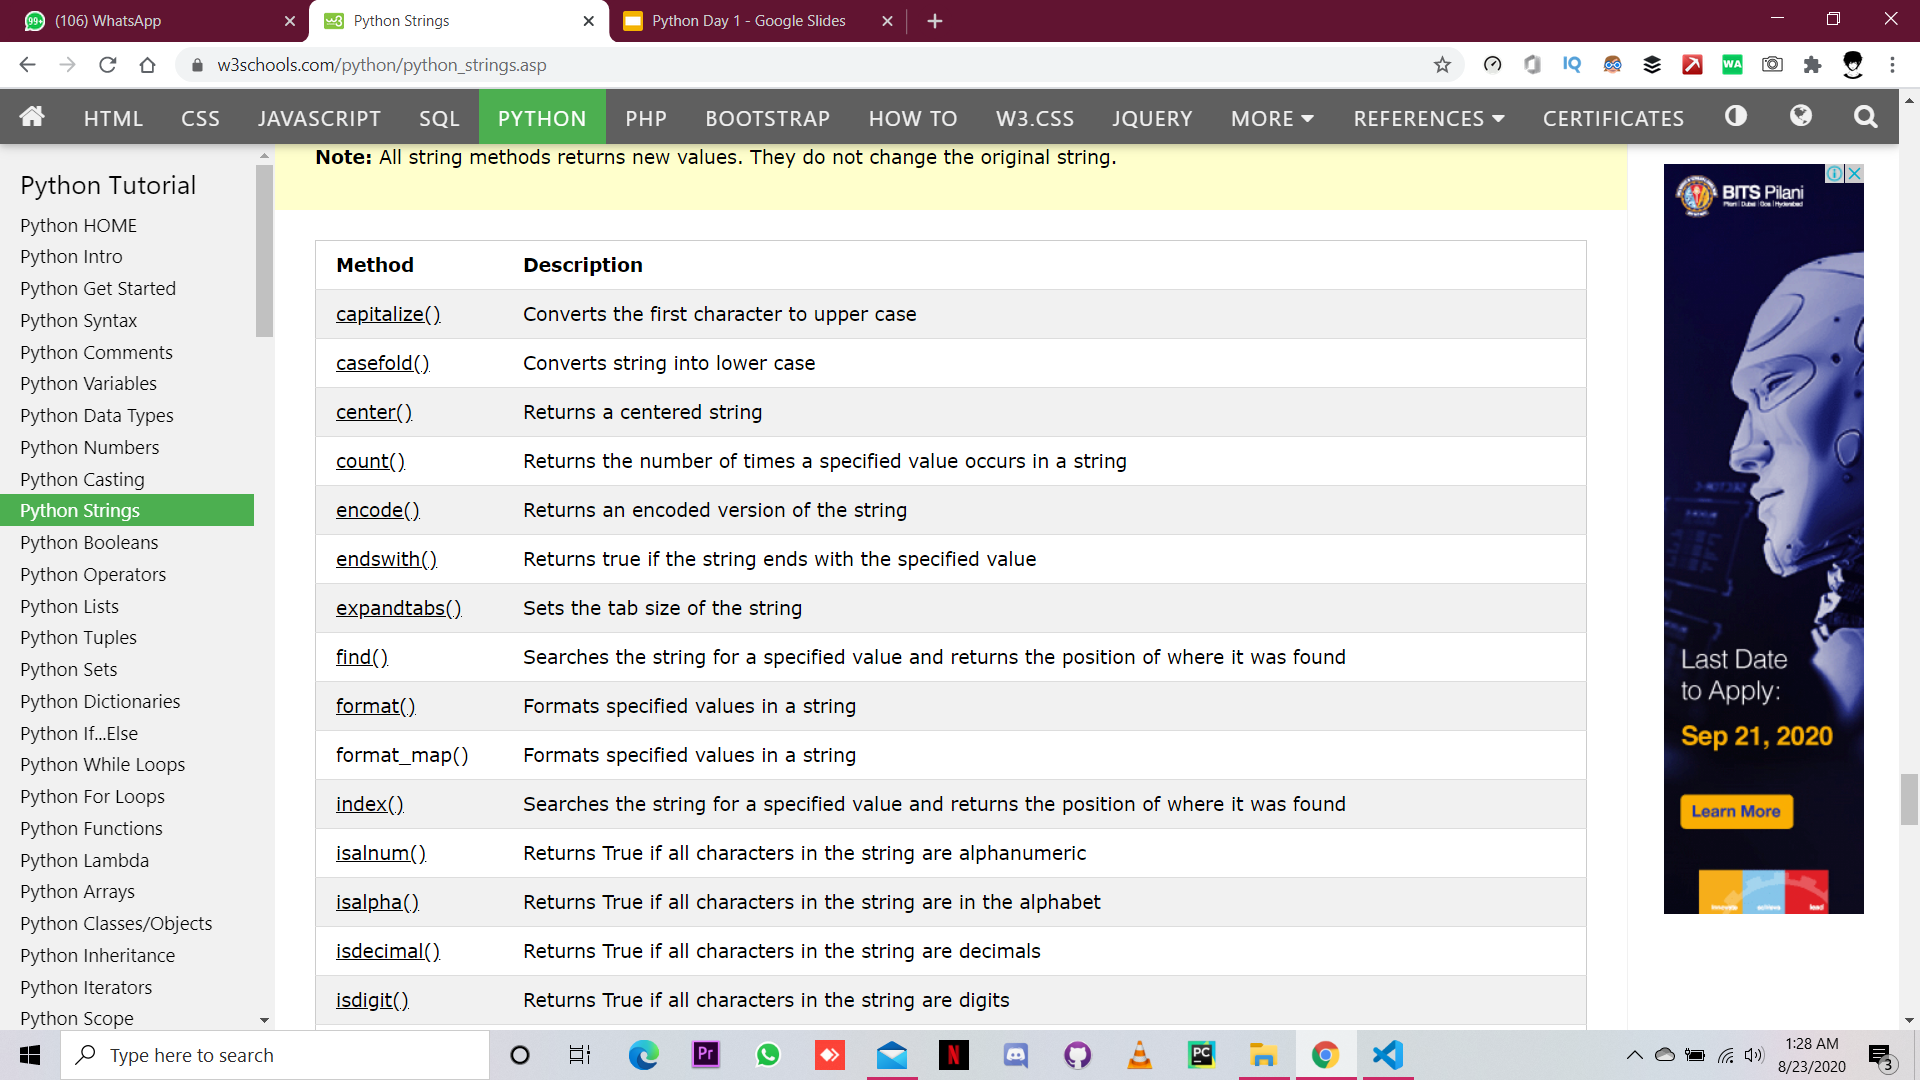 (106) WhatsApp
Python Strings
Python Day 1 - Google Slides
w3schools.com/python/python_strings.asp
HTML CSS JAVASCRIPT SQL PYTHON PHP BOOTSTRAP HOW TO W3.CSS JQUERY MORE REFERENCES CERTIFICATES
Python Tutorial
Python HOME
Python Intro
Python Get Started
Python Syntax
Python Comments
Python Variables
Python Data Types
Python Numbers
Python Casting
Python Strings
Python Booleans
Python Operators
Python Lists
Python Tuples
Python Sets
Python Dictionaries
Python If...Else
Python While Loops
Python For Loops
Python Functions
Python Lambda
Python Arrays
Python Classes/Objects
Python Inheritance
Python Iterators
Python Scope
Note: All string methods returns new values. They do not change the original string.
Method Description
capitalize() Converts the first character to upper case
casefold() Converts string into lower case
center() Returns a centered string
count() Returns the number of times a specified value occurs in a string
encode() Returns an encoded version of the string
endswith() Returns true if the string ends with the specified value
expandtabs() Sets the tab size of the string
find() Searches the string for a specified value and returns the position of where it was found
format() Formats specified values in a string
format_map() Formats specified values in a string
index() Searches the string for a specified value and returns the position of where it was found
isalnum() Returns True if all characters in the string are alphanumeric
isalpha() Returns True if all characters in the string are in the alphabet
isdecimal() Returns True if all characters in the string are decimals
isdigit() Returns True if all characters in the string are digits
BITS Pilani
Pilani | Dubai | Goa | Hyderabad
Last Date
to Apply:
Sep 21, 2020
Learn More
innovate achieve lead
Type here to search
1:28 AM
8/23/2020
3